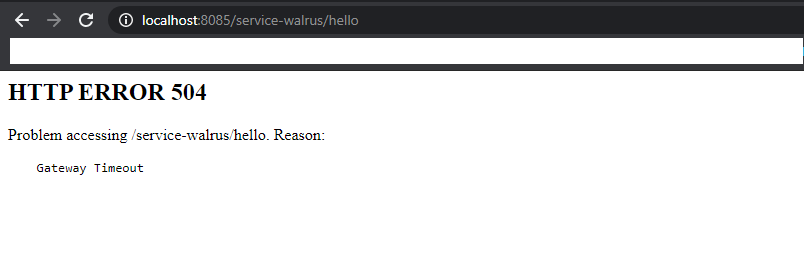 localhost:8085/service-walrus/hello
HTTP ERROR 504
Problem accessing /service-walrus/hello. Reason:
Gateway Timeout